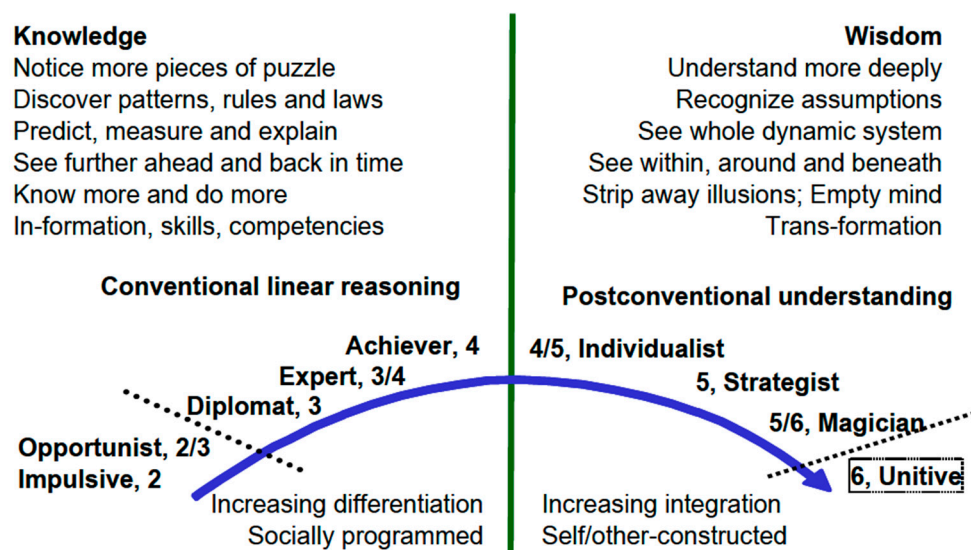 Knowledge
Notice more pieces of puzzle
Discover patterns, rules and laws
Predict, measure and explain
See further ahead and back in time
Know more and do more
In-formation, skills, competencies
Wisdom
Understand more deeply
Recognize assumptions
See whole dynamic system
See within, around and beneath
Strip away illusions; Empty mind
Trans-formation
Conventional linear reasoning
Postconventional understanding
Achiever, 4
Expert, 3/4
Diplomat, 3
Opportunist, 2/3
Impulsive, 2
4/5, Individualist
5, Strategist
5/6, Magician
6, Unitive
Increasing differentiation
Socially programmed
Increasing integration
Self/other-constructed